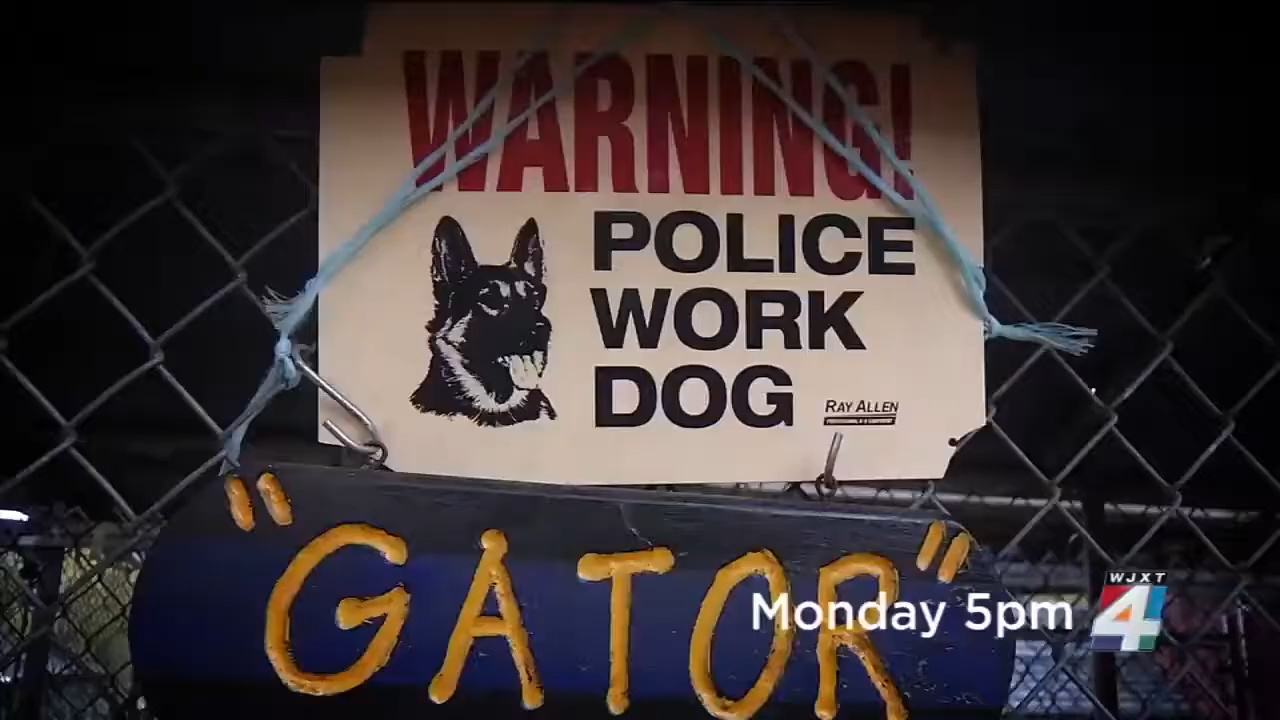 WARNING!
POLICE
WORK
DOG
RAY ALLEN
"GATOR"
Monday 5pm
WJXT
4